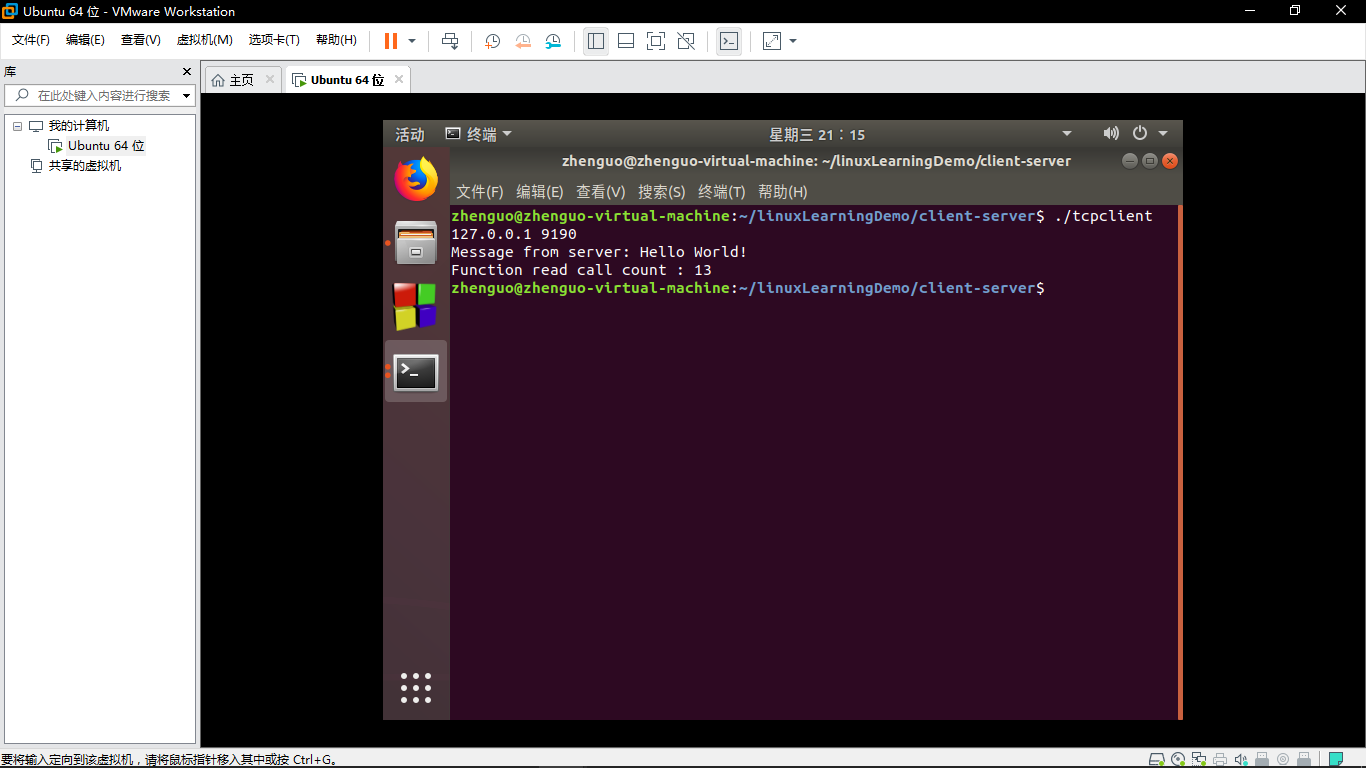 Ubuntu 64 位 - VMware Workstation
文件(F) 编辑(E) 查看(V) 虚拟机(M) 选项卡(T) 帮助(H)
库
在此处键入内容进行搜索
我的计算机
Ubuntu 64 位
共享的虚拟机
主页
Ubuntu 64 位
活动 终端 星期三 21：15
zhenguo@zhenguo-virtual-machine: ~/linuxLearningDemo/client-server
文件(F) 编辑(E) 查看(V) 搜索(S) 终端(T) 帮助(H)
zhenguo@zhenguo-virtual-machine:~/linuxLearningDemo/client-server$ ./tcpclient
127.0.0.1 9190
Message from server: Hello World!
Function read call count : 13
zhenguo@zhenguo-virtual-machine:~/linuxLearningDemo/client-server$
要将输入定向到该虚拟机，请将鼠标指针移入其中或按 Ctrl+G。